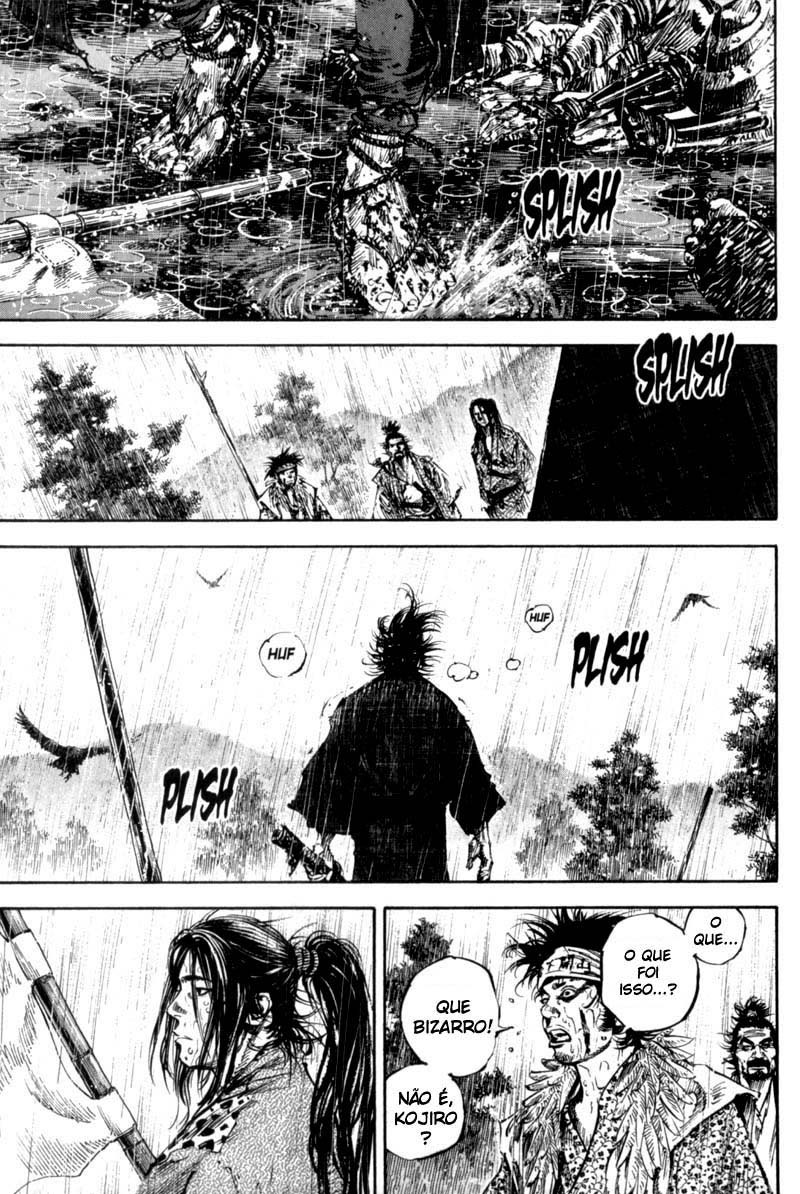 SPLISH
SPLISH
HUF
HUF
PLISH
PLISH
O
QUE...
O QUE
FOI
ISSO...?
QUE
BIZARRO!
NÃO É,
KOJIRO
?